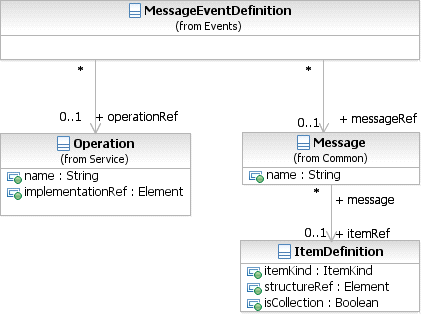 MessageEventDefinition
(from Events)
*
*
0..1
+ operationRef
0..1
+ messageRef
Operation
(from Service)
name : String
implementationRef : Element
Message
(from Common)
name : String
*
+ message
0..1
+ itemRef
ItemDefinition
itemKind : ItemKind
structureRef : Element
isCollection : Boolean